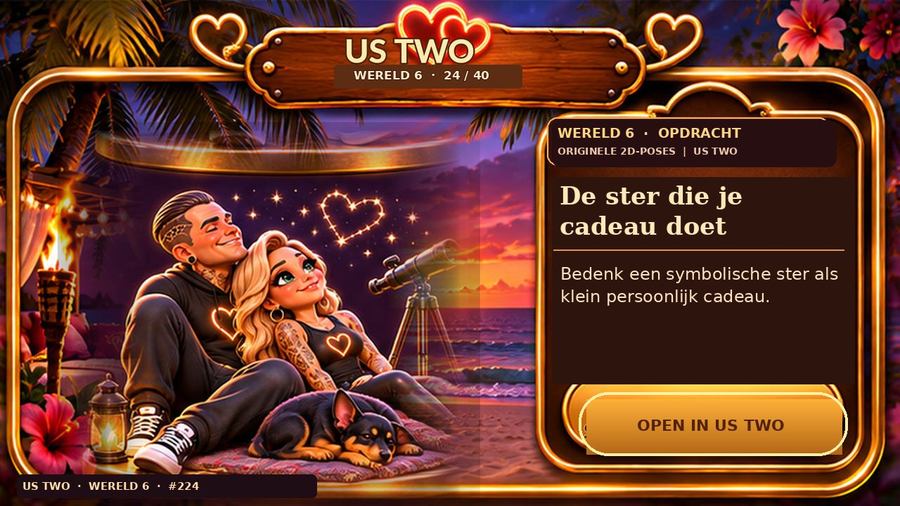 US TWO
WERELD 6 · 24 / 40
WERELD 6 · OPDRACHT
ORIGINELE 2D-POSES | US TWO
De ster die je
cadeau doet
Bedenk een symbolische ster als
klein persoonlijk cadeau.
OPEN IN US TWO
US TWO · WERELD 6 · #224